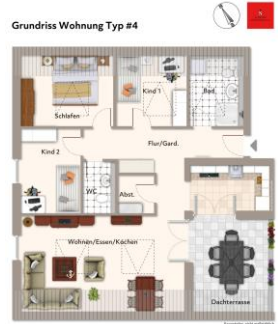 Grundriss Wohnung Typ #4
Schlafen
Kind 1
Bad
Flur/Gard.
Kind 2
WC
Abst.
Wohnen/Essen/Kochen
Dachterrasse